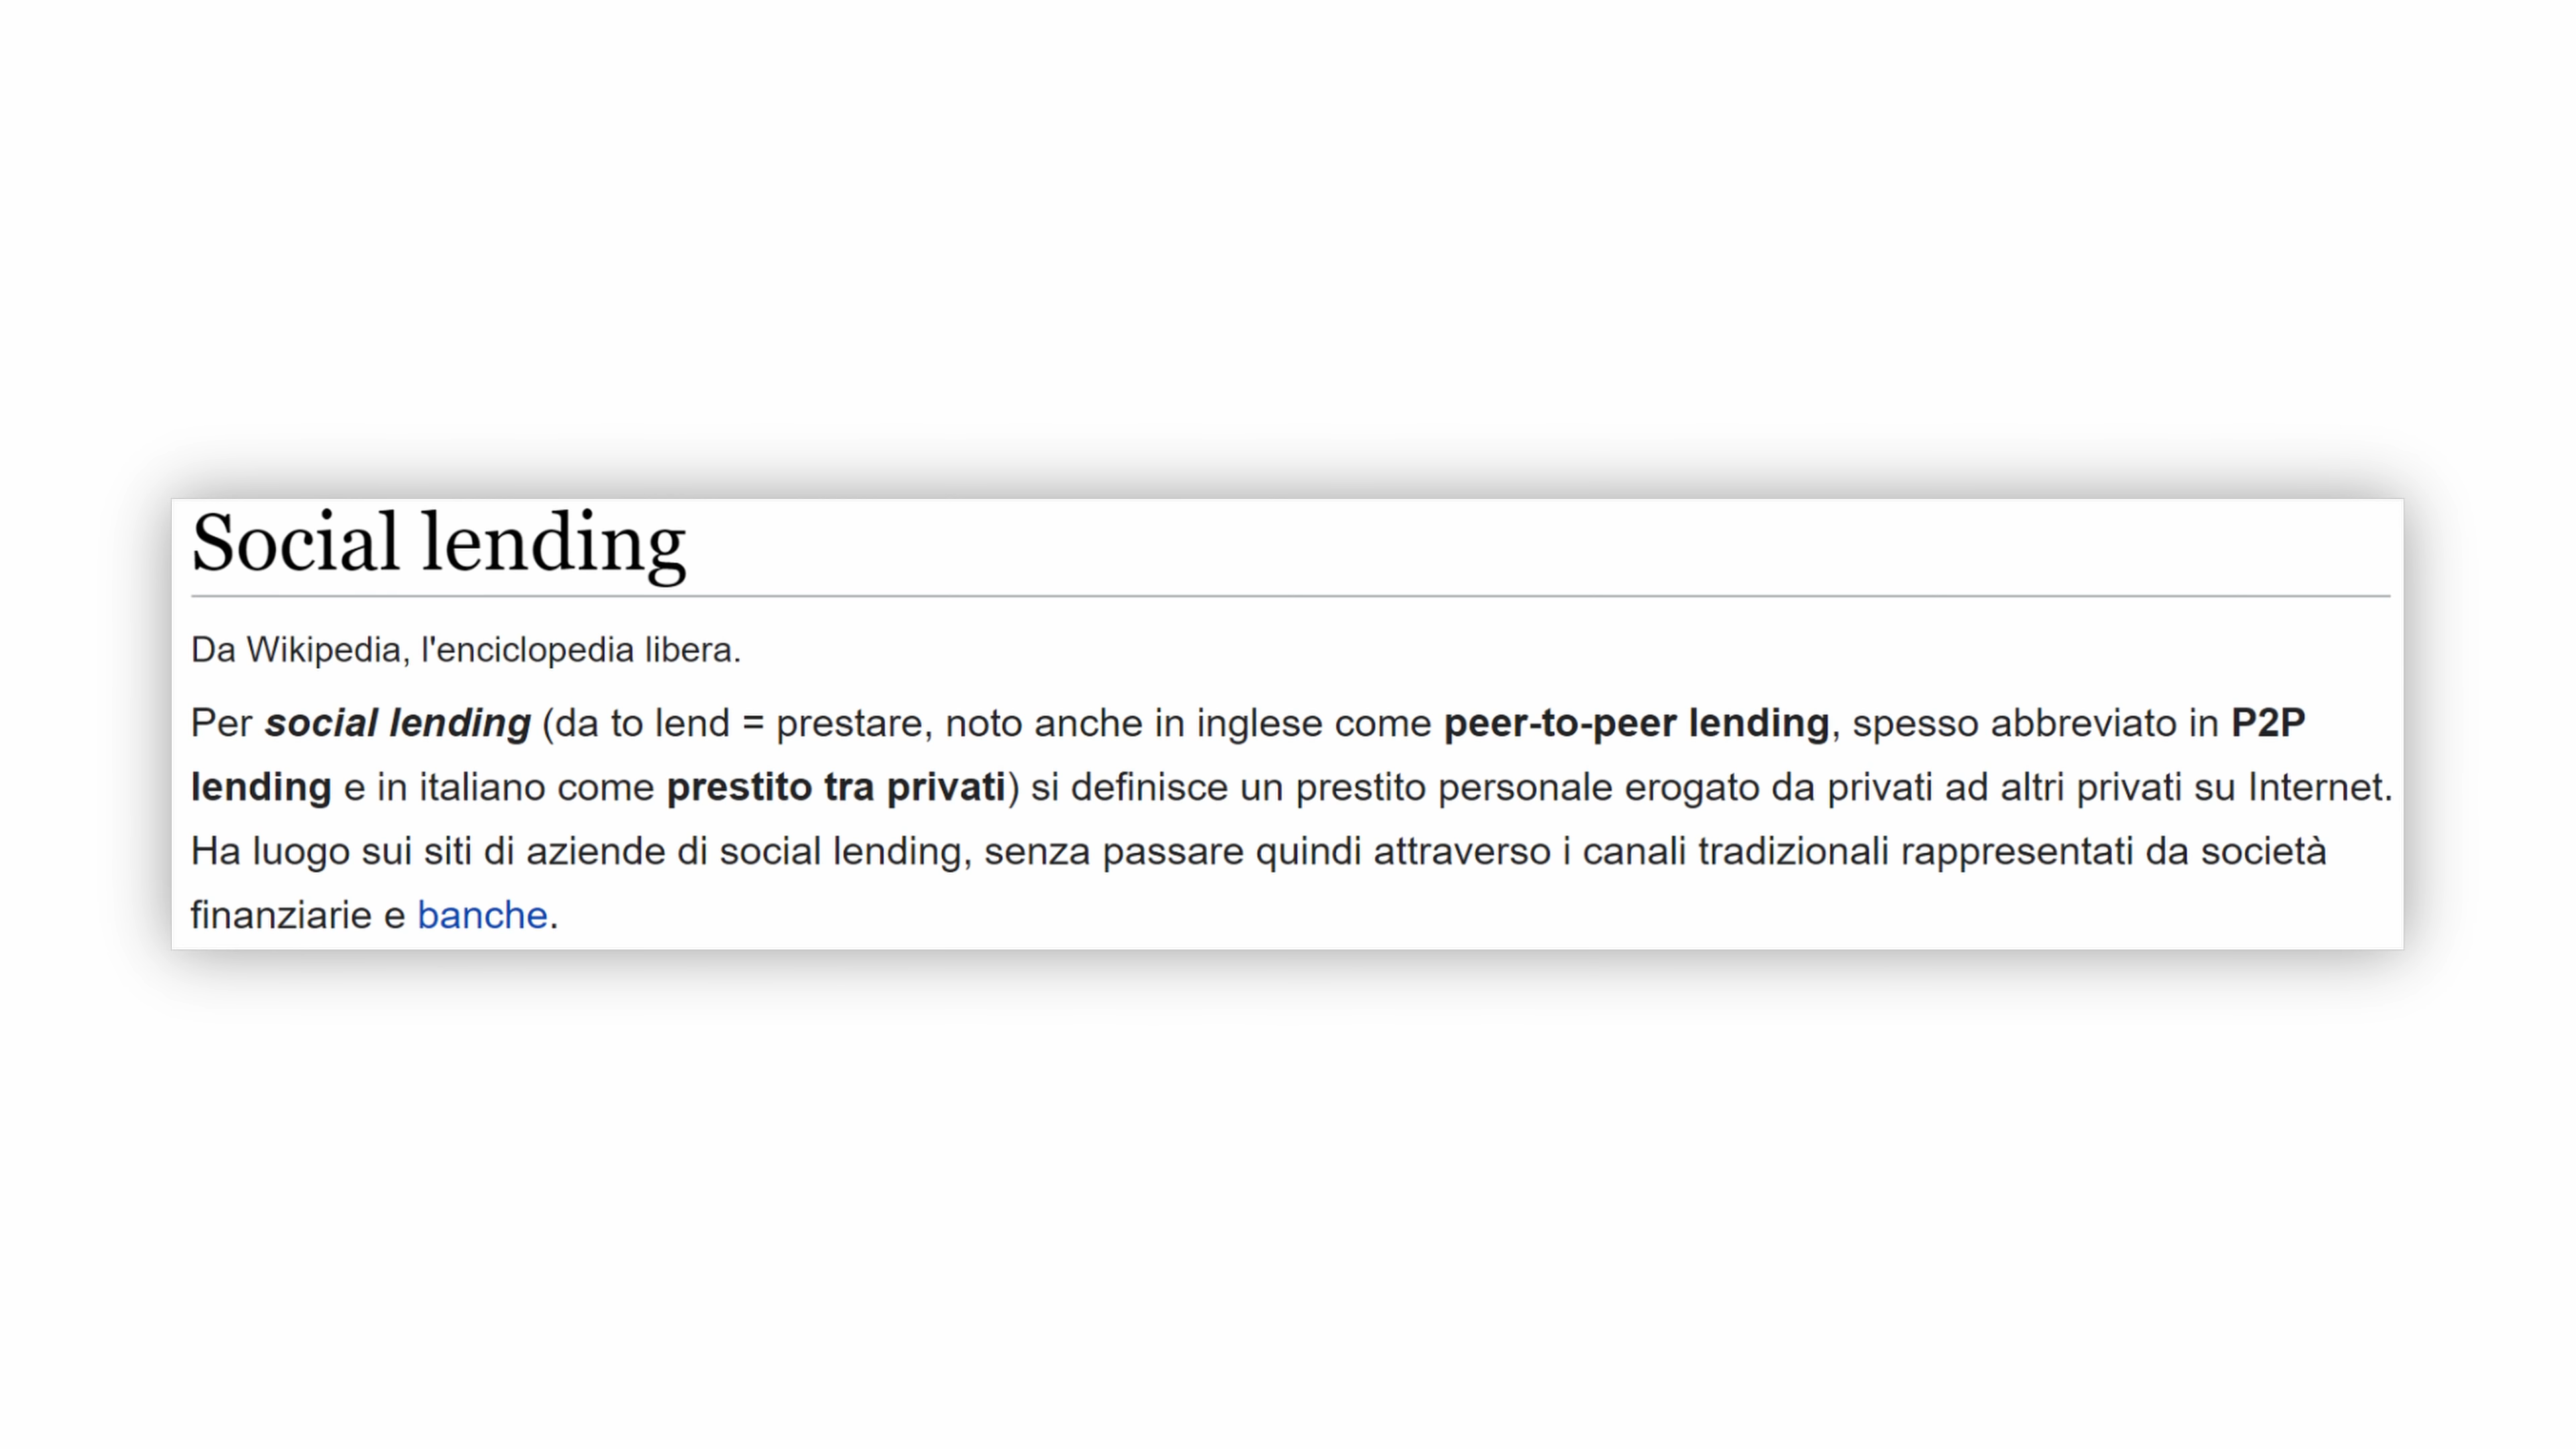 Social lending
Da Wikipedia, l'enciclopedia libera.
Per social lending (da to lend = prestare, noto anche in inglese come peer-to-peer lending, spesso abbreviato in P2P
lending e in italiano come prestito tra privati) si definisce un prestito personale erogato da privati ad altri privati su Internet.
Ha luogo sui siti di aziende di social lending, senza passare quindi attraverso i canali tradizionali rappresentati da società
finanziarie e banche.